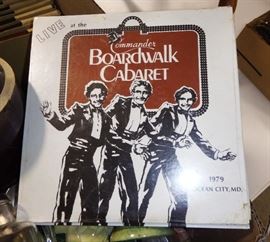 LIVE at the
Commander
BOARDWALK
CABARET
1979
OCEAN CITY, MD.